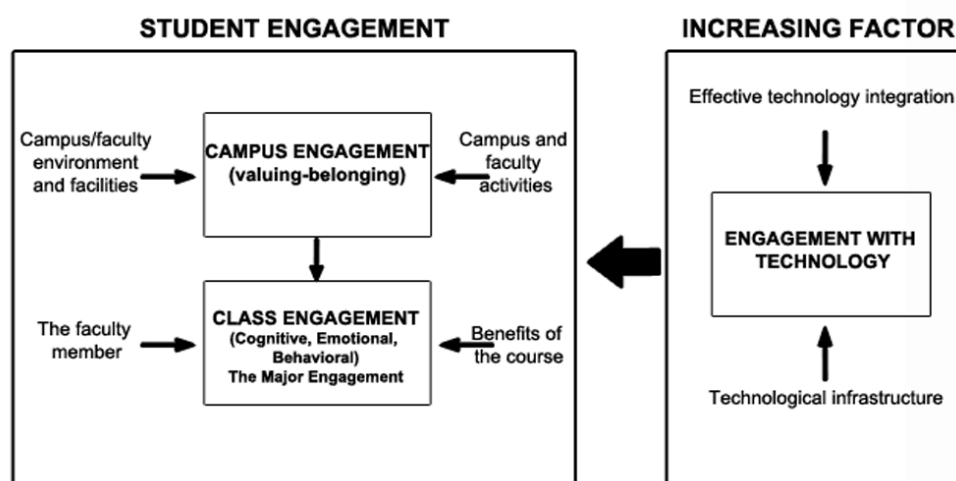 STUDENT ENGAGEMENT
Campus/faculty
environment
and facilities
CAMPUS ENGAGEMENT
(valuing-belonging)
Campus and
faculty
activities
The faculty
member
CLASS ENGAGEMENT
(Cognitive, Emotional,
Behavioral)
The Major Engagement
Benefits of
the course
INCREASING FACTOR
Effective technology integration
ENGAGEMENT WITH
TECHNOLOGY
Technological infrastructure